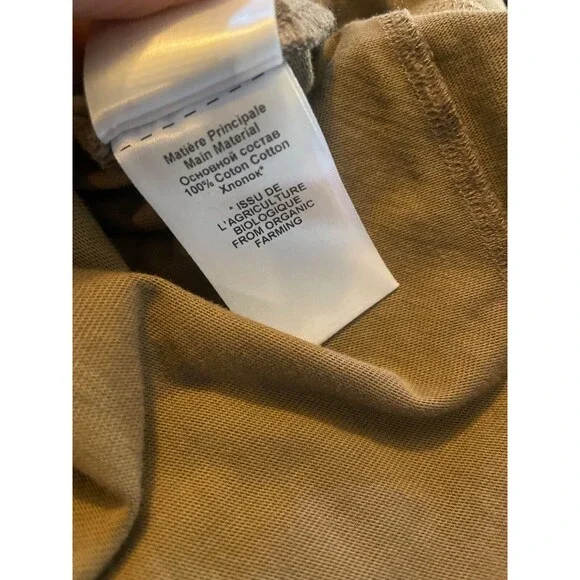 Matière Principale
Main Material
Основной состав
100% Coton Cotton
Хлопок*
* ISSU DE
L'AGRICULTURE
BIOLOGIQUE
FROM ORGANIC
FARMING